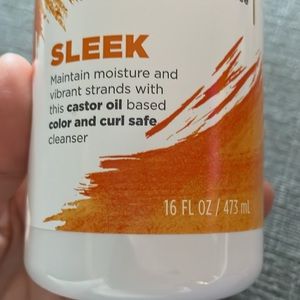 SLEEK
Maintain moisture and
vibrant strands with
this castor oil based
color and curl safe
cleanser
16 FL OZ / 473 mL